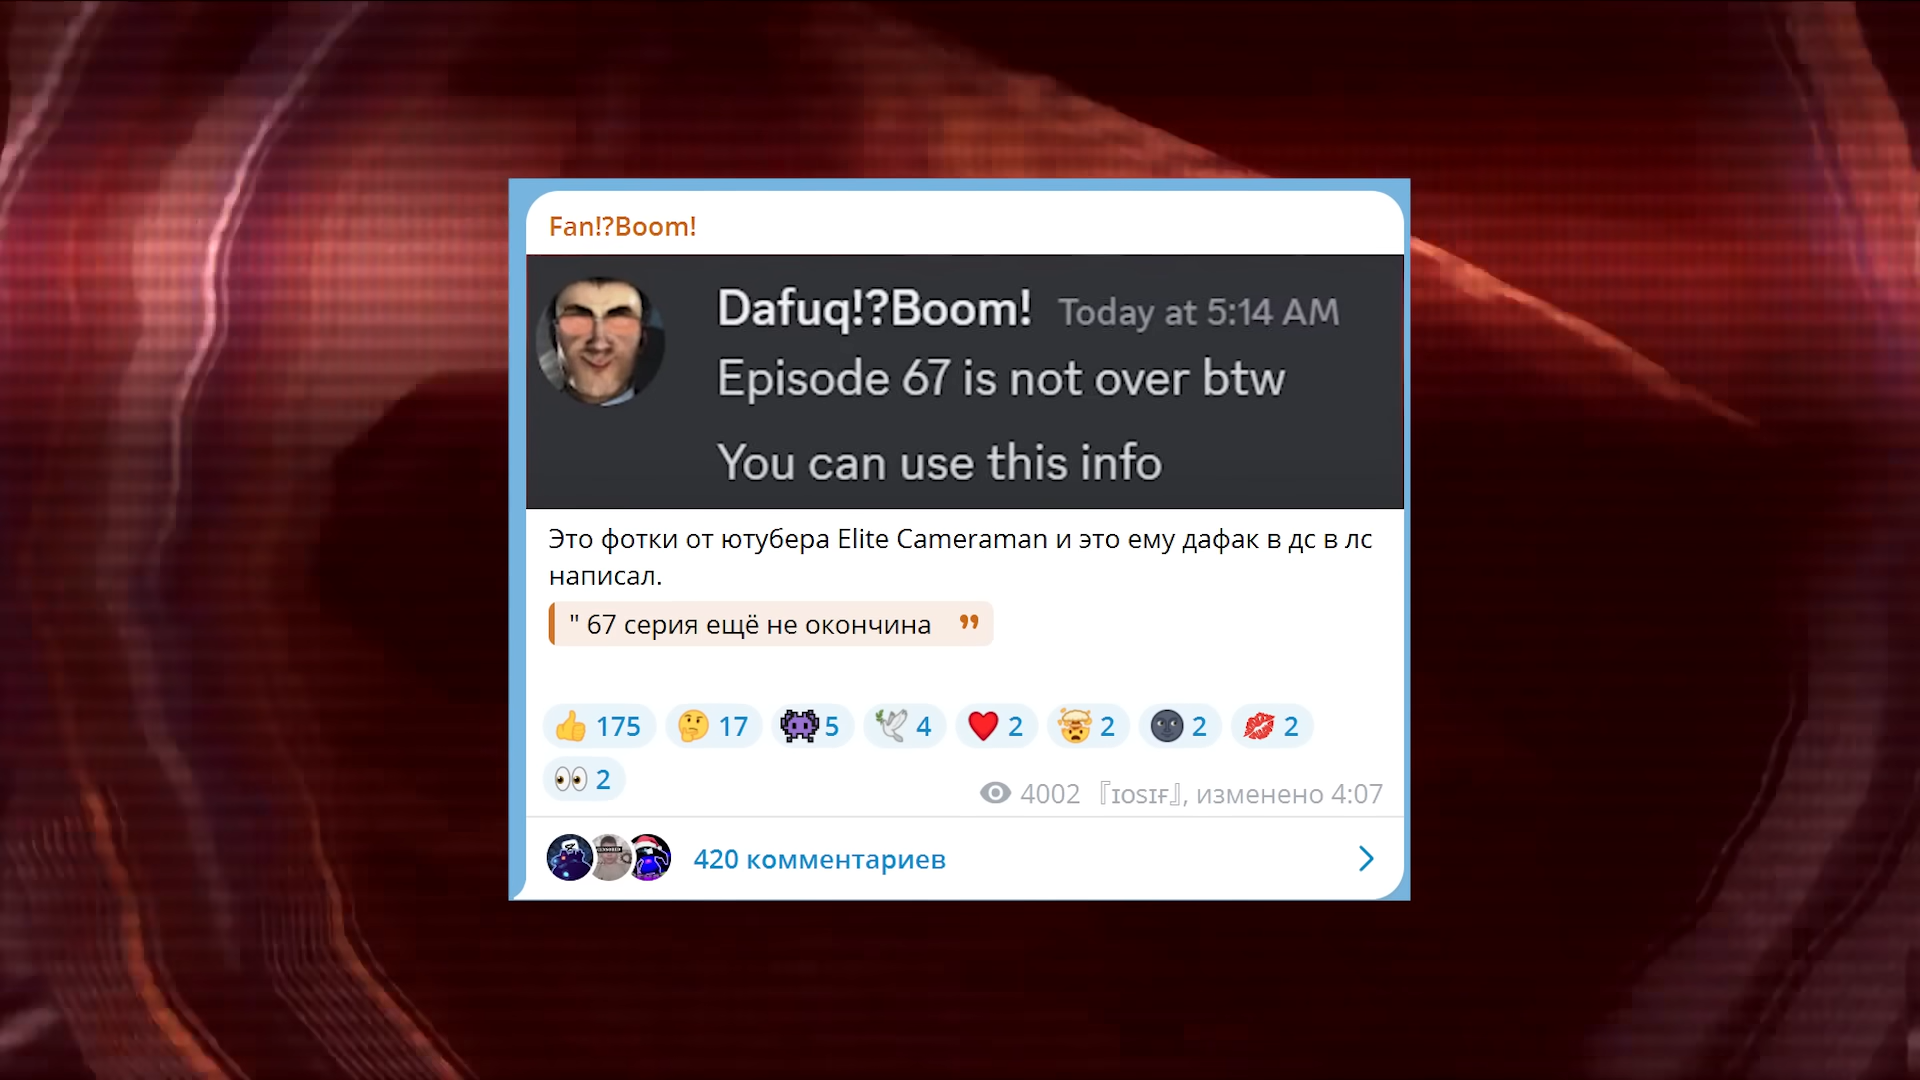 Fan!?Boom!
Dafuq!?Boom! Today at 5:14 AM
Episode 67 is not over btw
You can use this info
Это фотки от ютубера Elite Cameraman и это ему дафак в дс в лс
написал.
" 67 серия ещё не окончина
👍 175 🤔 17 👾 5 🕊 4 ❤ 2 🤯 2 🌚 2 💋 2
👀 2
4002 『ɪᴏsɪғ』, изменено 4:07
420 комментариев